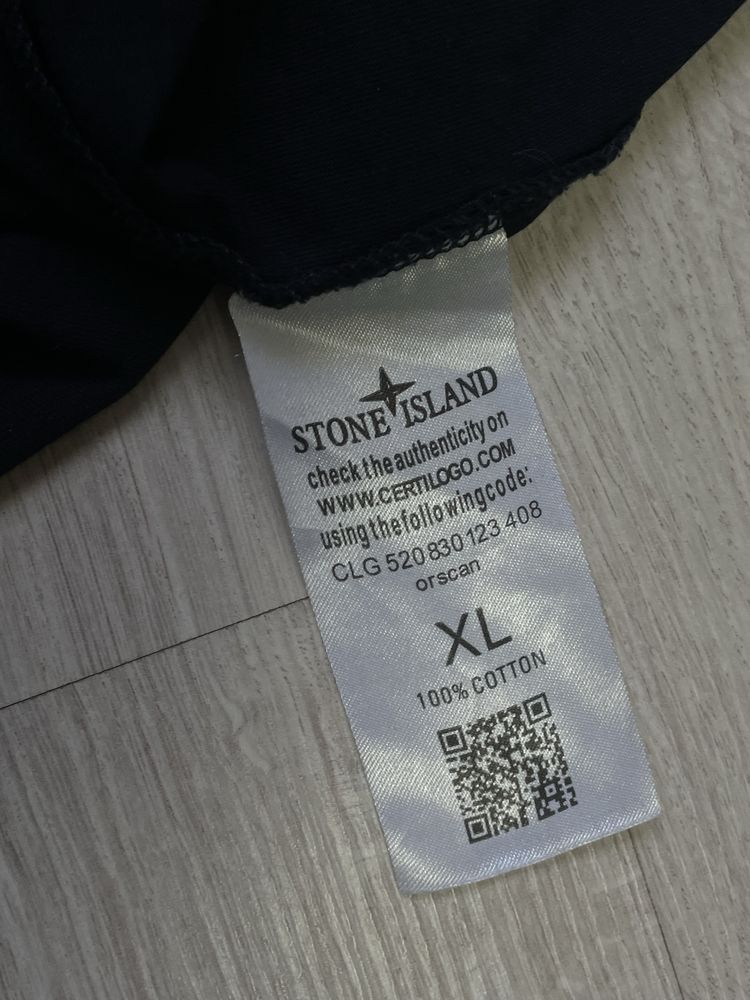 STONE ISLAND
check the authenticity on
WWW.CERTILOGO.COM
using the following code:
CLG 520 830 123 408
or scan
XL
100% COTTON